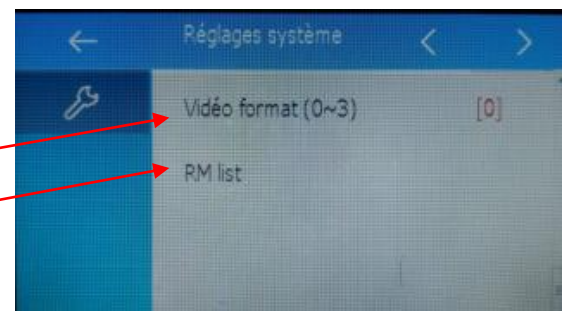 Réglages système
Vidéo format (0~3) [0]
RM list